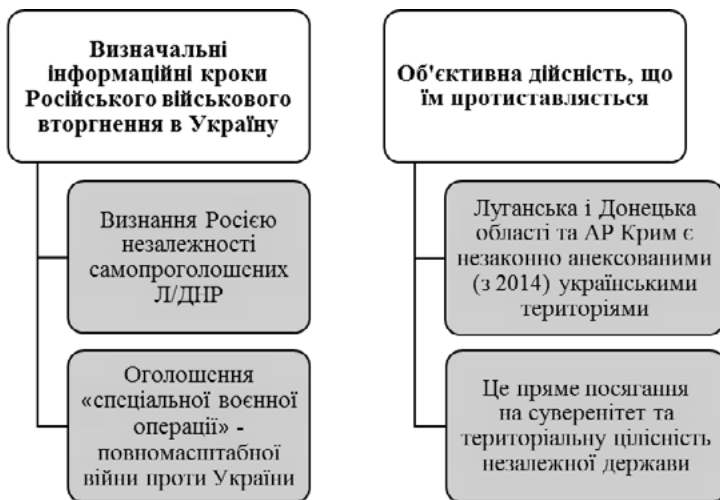 Визначальні
інформаційні кроки
Російського військового
вторгнення в Україну
Визнання Росією
незалежності
самопроголошених
Л/ДНР
Оголошення
«спеціальної воєнної
операції» -
повномасштабної
війни проти України
Об'єктивна дійсність, що
їм протиставляється
Луганська і Донецька
області та АР Крим є
незаконно анексованими
(з 2014) українськими
територіями
Це пряме посягання
на суверенітет та
територіальну цілісність
незалежної держави